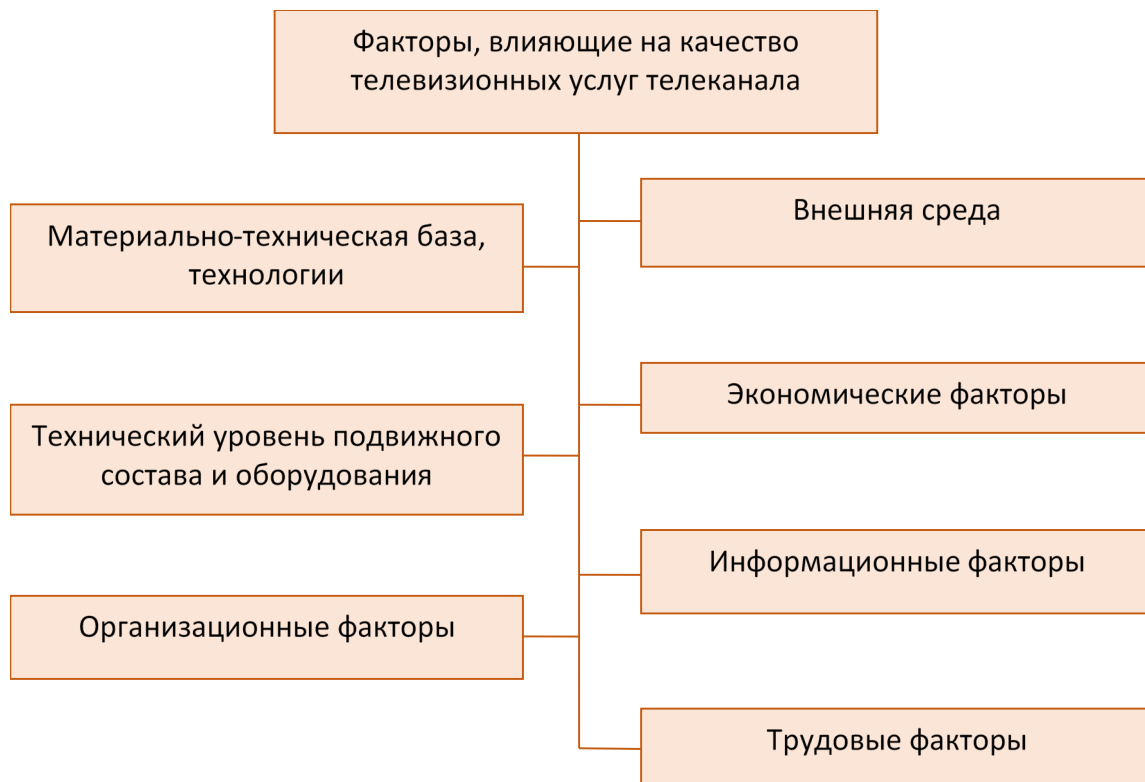 Факторы, влияющие на качество
телевизионных услуг телеканала
Материально-техническая база,
технологии
Технический уровень подвижного
состава и оборудования
Организационные факторы
Внешняя среда
Экономические факторы
Информационные факторы
Трудовые факторы